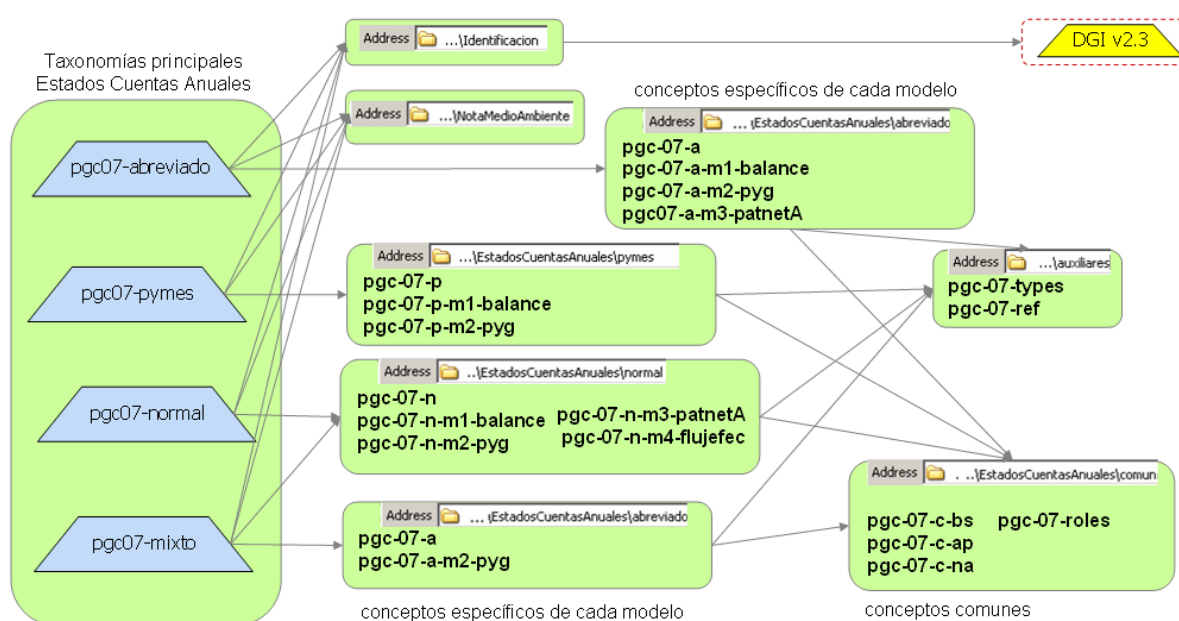 Address ...\Identificacion
DGI v2.3
Taxonomías principales
Estados Cuentas Anuales
conceptos específicos de cada modelo
Address ...\NotaMedioAmbiente
Address ... ,\EstadosCuentasAnuales\abreviado
pgc07-abreviado
pgc-07-a
pgc-07-a-m1-balance
pgc-07-a-m2-pyg
pgc07-a-m3-patnetA
Address ...\EstadosCuentasAnuales\pymes
Address ...\auxiliares
pgc07-pymes
pgc-07-p
pgc-07-p-m1-balance
pgc-07-p-m2-pyg
pgc-07-types
pgc-07-ref
Address ..\EstadosCuentasAnuales\normal
pgc07-normal
pgc-07-n
pgc-07-n-m1-balance
pgc-07-n-m2-pyg
pgc-07-n-m3-patnetA
pgc-07-n-m4-flujefec
Address . ..\EstadosCuentasAnuales\comun
Address ... ,\EstadosCuentasAnuales\abreviado
pgc07-mixto
pgc-07-a
pgc-07-a-m2-pyg
pgc-07-c-bs pgc-07-roles
pgc-07-c-ap
pgc-07-c-na
conceptos específicos de cada modelo
conceptos comunes